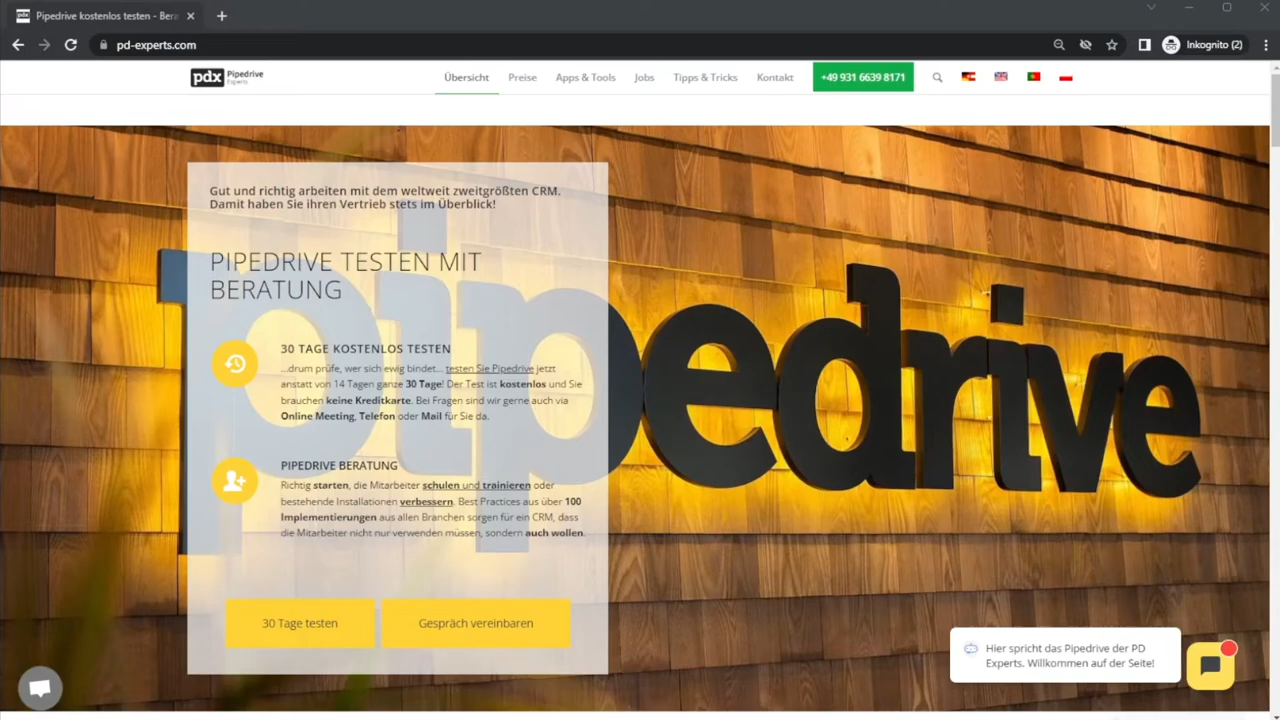 Pipedrive kostenlos testen - Ber
pd-experts.com
Inkognito (2)
pdx Pipedrive
Experts
Übersicht
Preise
Apps & Tools
Jobs
Tipps & Tricks
Kontakt
+49 931 6639 8171
Gut und richtig arbeiten mit dem weltweit zweitgrößten CRM.
Damit haben Sie ihren Vertrieb stets im Überblick!
PIPEDRIVE TESTEN MIT
BERATUNG
30 TAGE KOSTENLOS TESTEN
...drum prüfe, wer sich ewig bindet... testen Sie Pipedrive jetzt
anstatt von 14 Tagen ganze 30 Tage! Der Test ist kostenlos und Sie
brauchen keine Kreditkarte. Bei Fragen sind wir gerne auch via
Online Meeting, Telefon oder Mail für Sie da.
PIPEDRIVE BERATUNG
Richtig starten, die Mitarbeiter schulen und trainieren oder
bestehende Installationen verbessern. Best Practices aus über 100
Implementierungen aus allen Branchen sorgen für ein CRM, dass
die Mitarbeiter nicht nur verwenden müssen, sondern auch wollen.
30 Tage testen
Gespräch vereinbaren
pipedrive
Hier spricht das Pipedrive der PD
Experts. Willkommen auf der Seite!